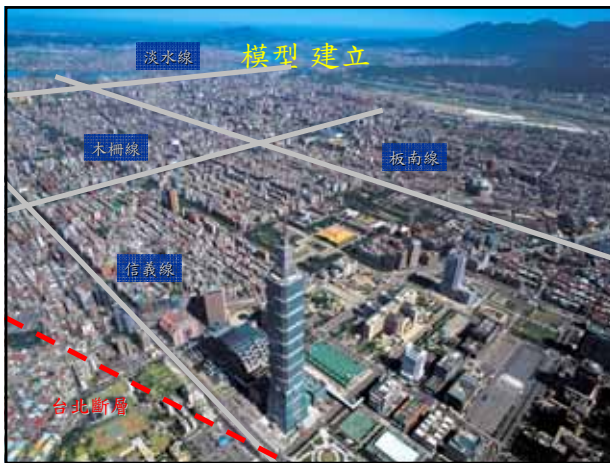 淡水線
模型 建立
木柵線
板南線
信義線
台北斷層